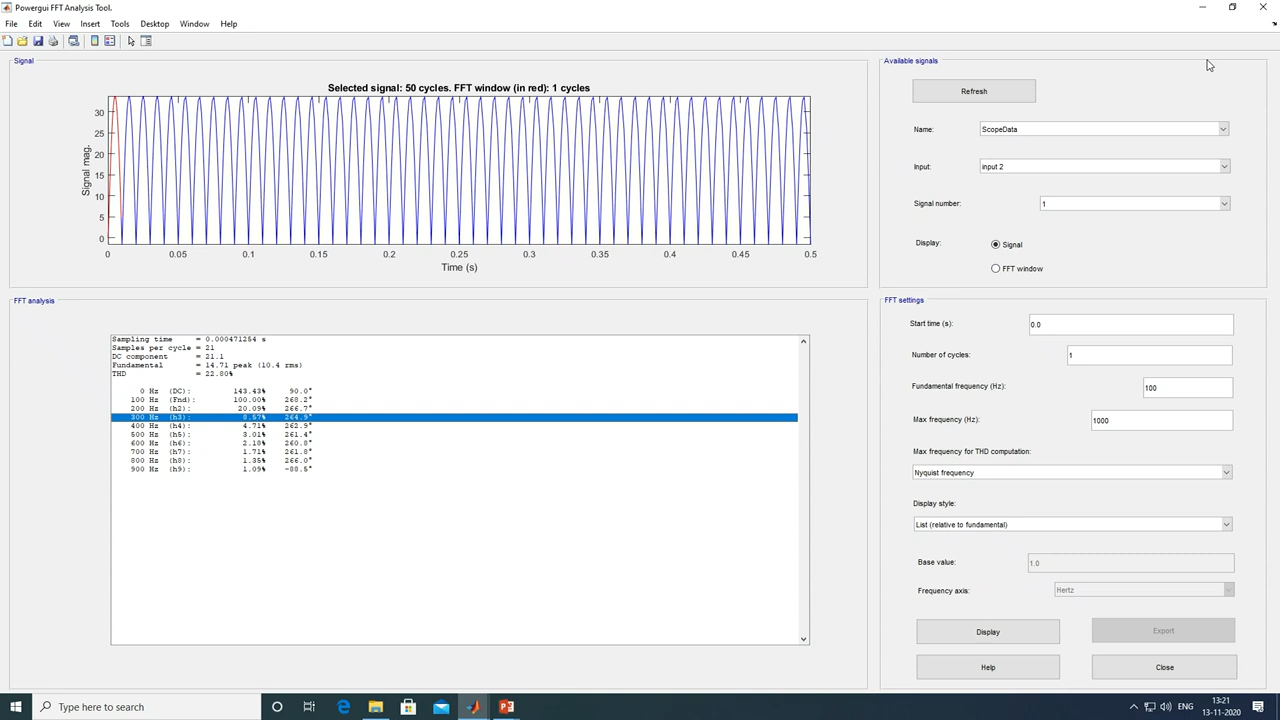 Powergui FFT Analysis Tool.
File Edit View Insert Tools Desktop Window Help
Signal
Selected signal: 50 cycles. FFT window (in red): 1 cycles
30
25
20
15
10
5
0
Signal mag.
0 0.05 0.1 0.15 0.2 0.25 0.3 0.35 0.4 0.45 0.5
Time (s)
FFT analysis
Sampling time = 0.000471254 s
Samples per cycle = 21
DC component = 21.1
Fundamental = 14.71 peak (10.4 rms)
THD = 22.80%
0 Hz (DC): 143.43% 90.0°
100 Hz (Fnd): 100.00% 268.2°
200 Hz (h2): 20.09% 266.7°
300 Hz (h3): 8.57% 264.9°
400 Hz (h4): 4.71% 262.9°
500 Hz (h5): 3.01% 261.4°
600 Hz (h6): 2.18% 260.8°
700 Hz (h7): 1.71% 261.8°
800 Hz (h8): 1.35% 266.0°
900 Hz (h9): 1.09% -88.5°
Available signals
Refresh
Name: ScopeData
Input: input 2
Signal number: 1
Display: Signal
FFT window
FFT settings
Start time (s): 0.0
Number of cycles: 1
Fundamental frequency (Hz): 100
Max frequency (Hz): 1000
Max frequency for THD computation:
Nyquist frequency
Display style:
List (relative to fundamental)
Base value: 1.0
Frequency axis: Hertz
Display Export
Help Close
Type here to search
ENG
13:21
13-11-2020